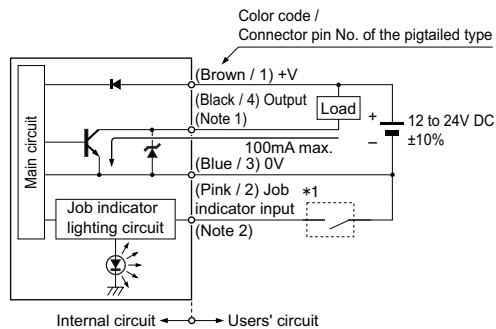 Color code /
Connector pin No. of the pigtailed type
(Brown / 1) +V
(Black / 4) Output
(Note 1)
Load
+
12 to 24V DC
−
±10%
100mA max.
(Blue / 3) 0V
(Pink / 2) Job
indicator input
*1
(Note 2)
Main circuit
Job indicator
lighting circuit
Internal circuit
Users' circuit